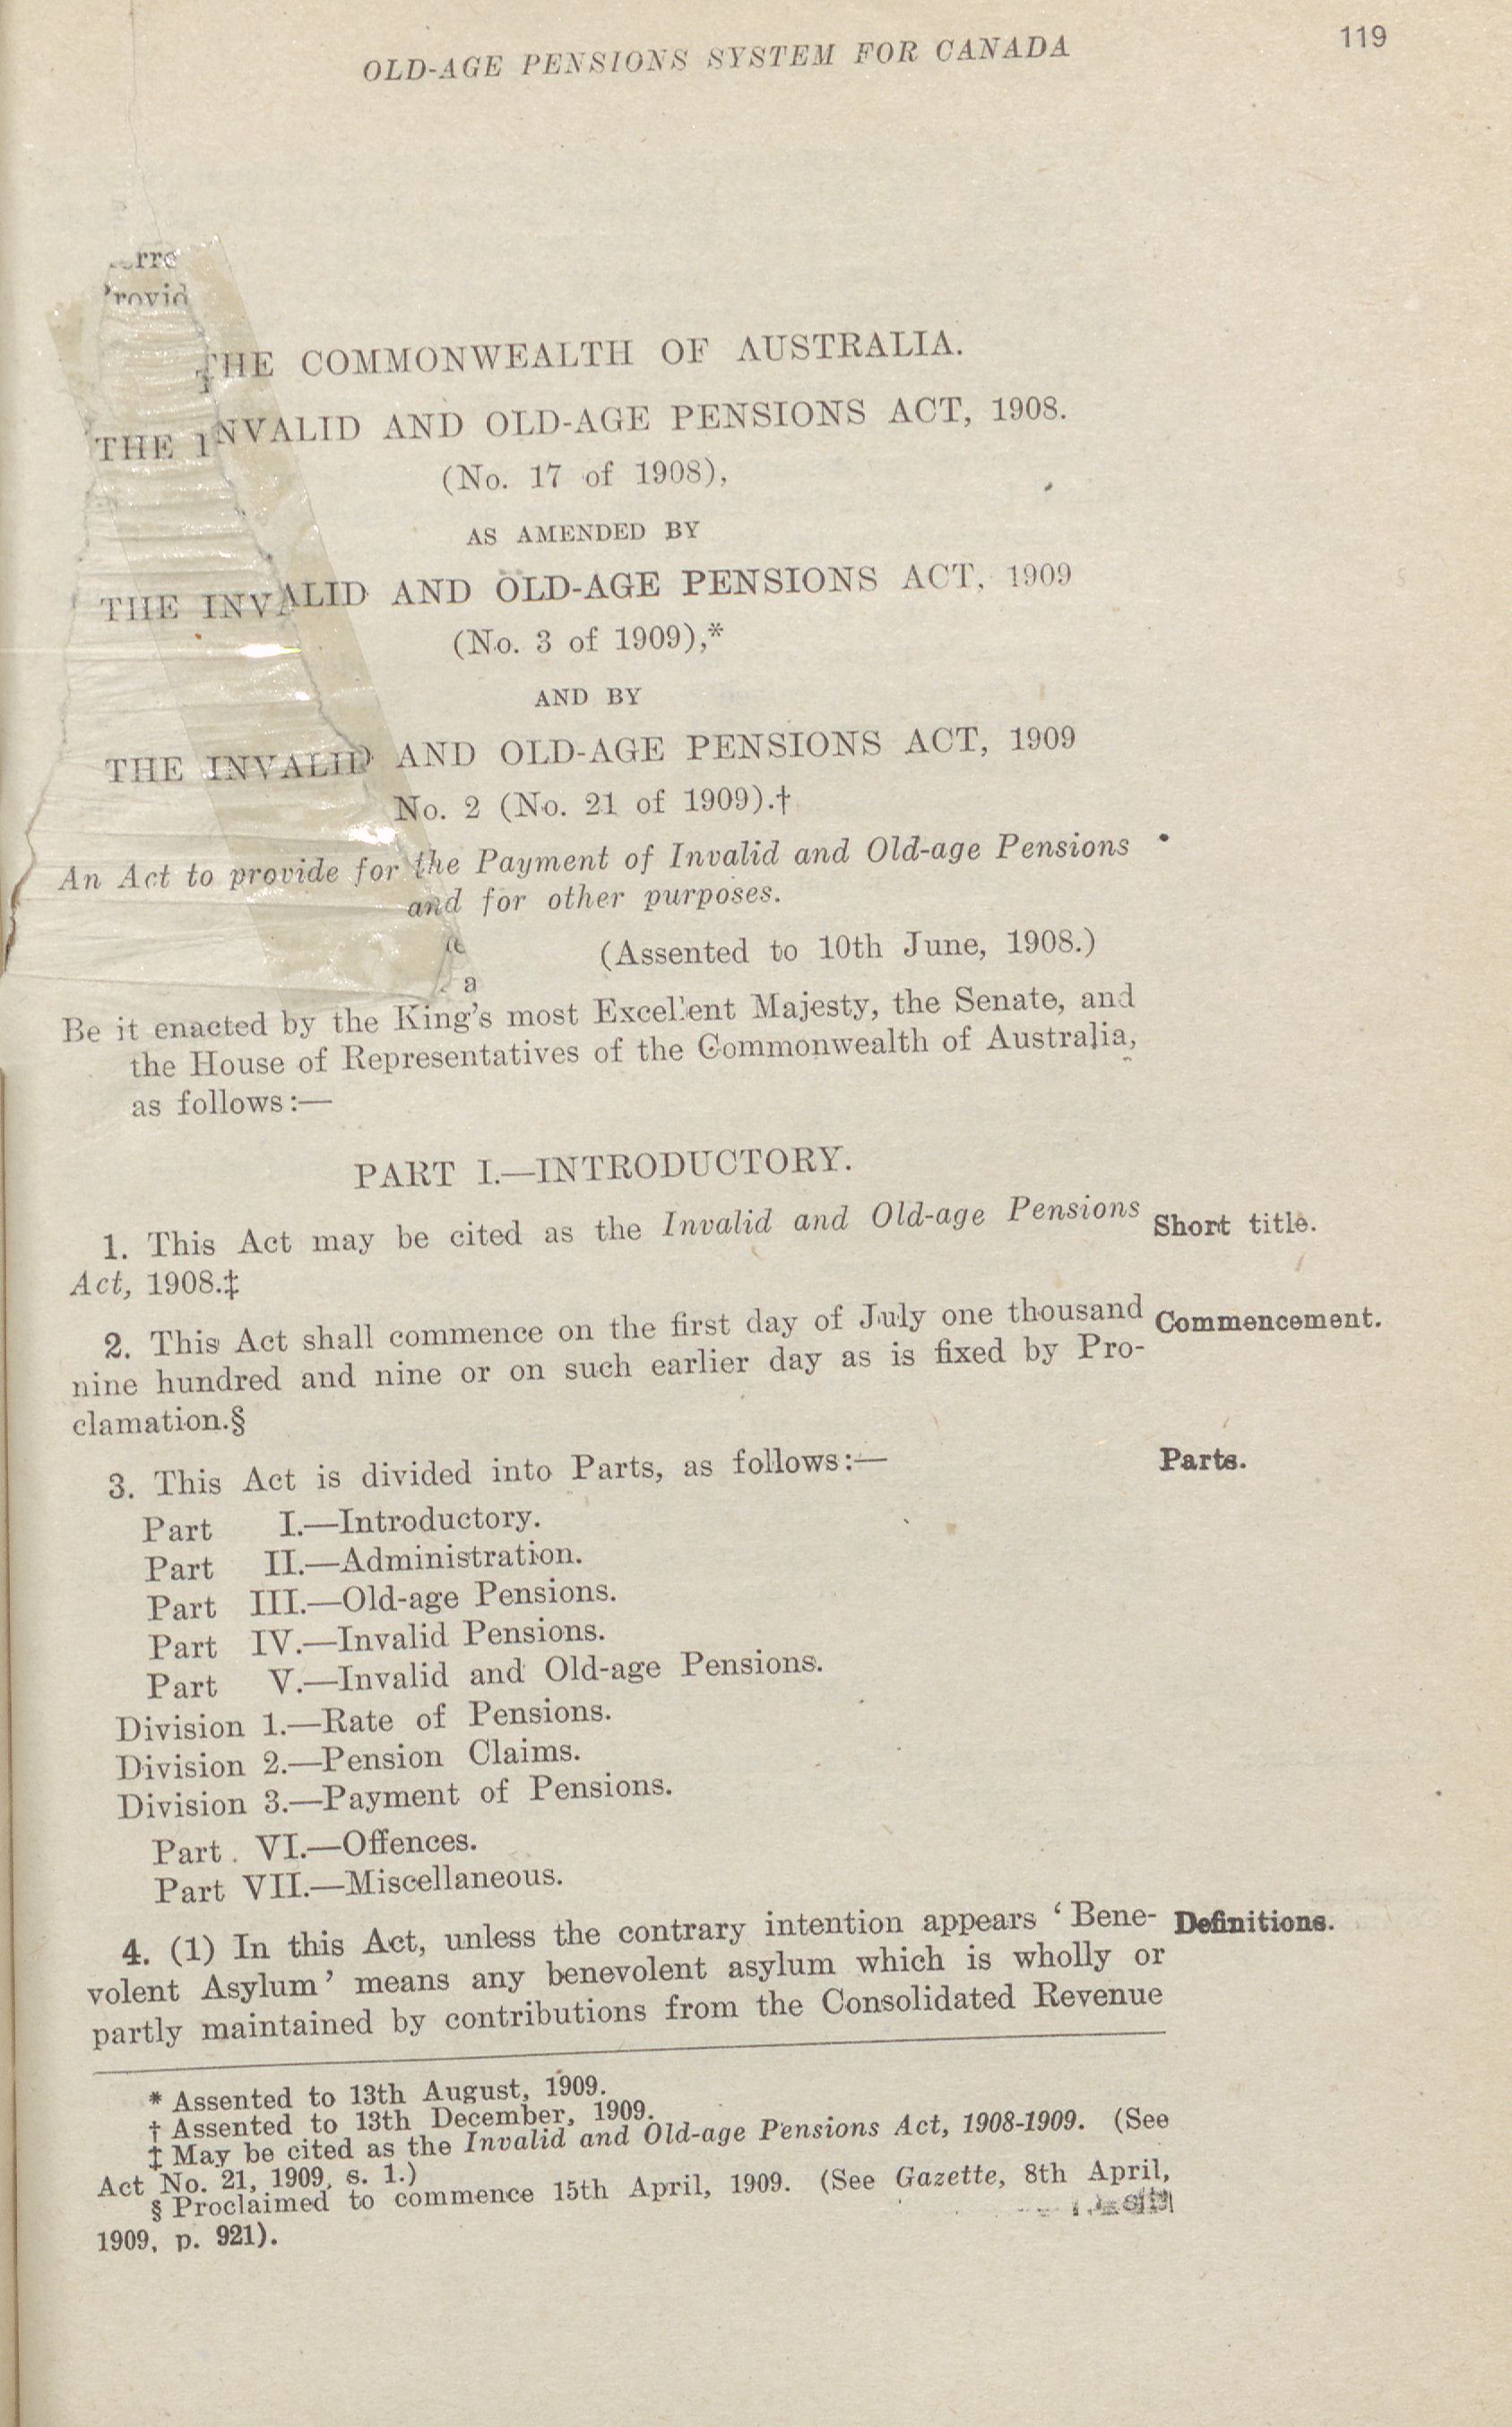 OLD-AGE PENSIONS SYSTEM FOR CANADA 119
THE COMMONWEALTH OF AUSTRALIA.
THE INVALID AND OLD-AGE PENSIONS ACT, 1908.
(No. 17 of 1908),
AS AMENDED BY
THE INVALID AND OLD-AGE PENSIONS ACT, 1909
(No. 3 of 1909),*
AND BY
THE INVALID AND OLD-AGE PENSIONS ACT, 1909
No. 2 (No. 21 of 1909).†
An Act to provide for the Payment of Invalid and Old-age Pensions
and for other purposes.
(Assented to 10th June, 1908.)
a
Be it enacted by the King's most Excellent Majesty, the Senate, and
the House of Representatives of the Commonwealth of Australia,
as follows:—
PART I.—INTRODUCTORY.
1. This Act may be cited as the Invalid and Old-age Pensions Short title.
Act, 1908.‡
2. This Act shall commence on the first day of July one thousand Commencement.
nine hundred and nine or on such earlier day as is fixed by Pro-
clamation.§
3. This Act is divided into Parts, as follows:— Parts.
Part I.—Introductory.
Part II.—Administration.
Part III.—Old-age Pensions.
Part IV.—Invalid Pensions.
Part V.—Invalid and Old-age Pensions.
Division 1.—Rate of Pensions.
Division 2.—Pension Claims.
Division 3.—Payment of Pensions.
Part VI.—Offences.
Part VII.—Miscellaneous.
4. (1) In this Act, unless the contrary intention appears ‘Bene- Definitions.
volent Asylum’ means any benevolent asylum which is wholly or
partly maintained by contributions from the Consolidated Revenue
* Assented to 13th August, 1909.
† Assented to 13th December, 1909.
‡ May be cited as the Invalid and Old-age Pensions Act, 1908-1909. (See
Act No. 21, 1909, s. 1.)
§ Proclaimed to commence 15th April, 1909. (See Gazette, 8th April,
1909, p. 921).